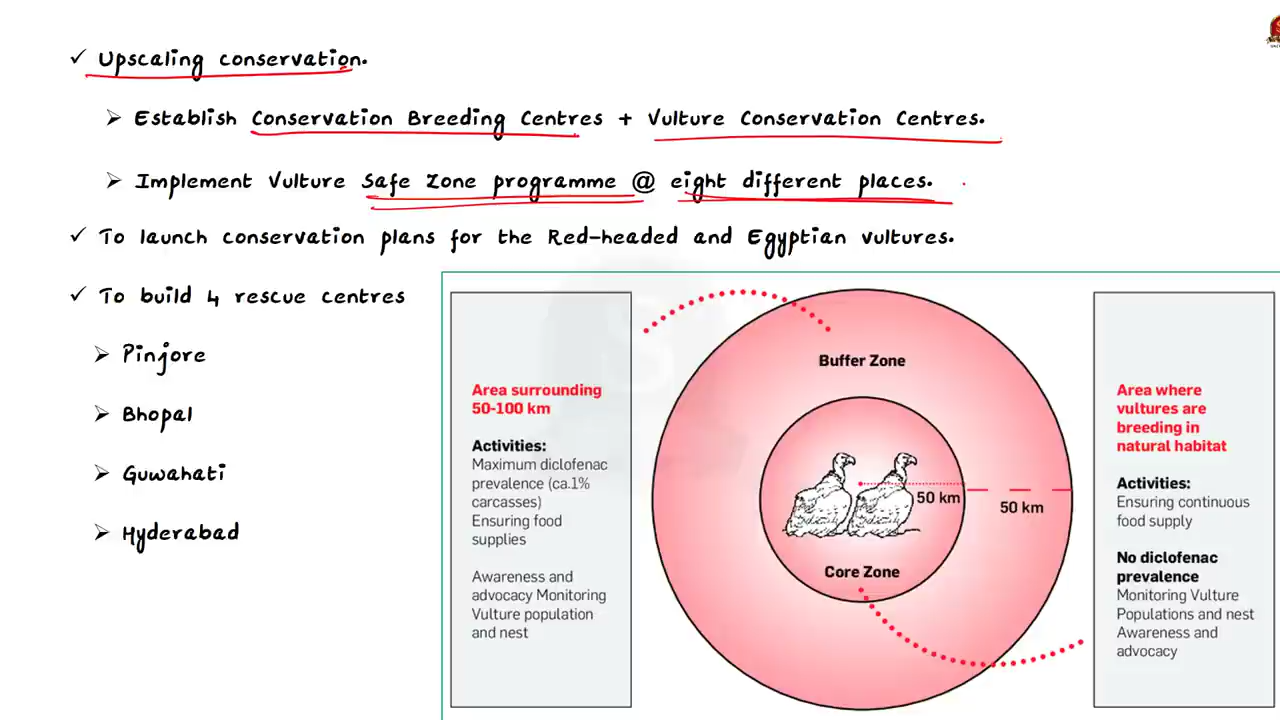 ✓ Upscaling conservation.
➢ Establish Conservation Breeding Centres + Vulture Conservation Centres.
➢ Implement Vulture Safe Zone programme @ eight different places.
✓ To launch conservation plans for the Red-headed and Egyptian vultures.
✓ To build 4 rescue centres
➢ Pinjore
➢ Bhopal
➢ Guwahati
➢ Hyderabad
Area surrounding
50-100 km
Activities:
Maximum diclofenac
prevalence (ca.1%
carcasses)
Ensuring food
supplies
Awareness and
advocacy Monitoring
Vulture population
and nest
Buffer Zone
50 km
50 km
Core Zone
Area where
vultures are
breeding in
natural habitat
Activities:
Ensuring continuous
food supply
No diclofenac
prevalence
Monitoring Vulture
Populations and nest
Awareness and
advocacy